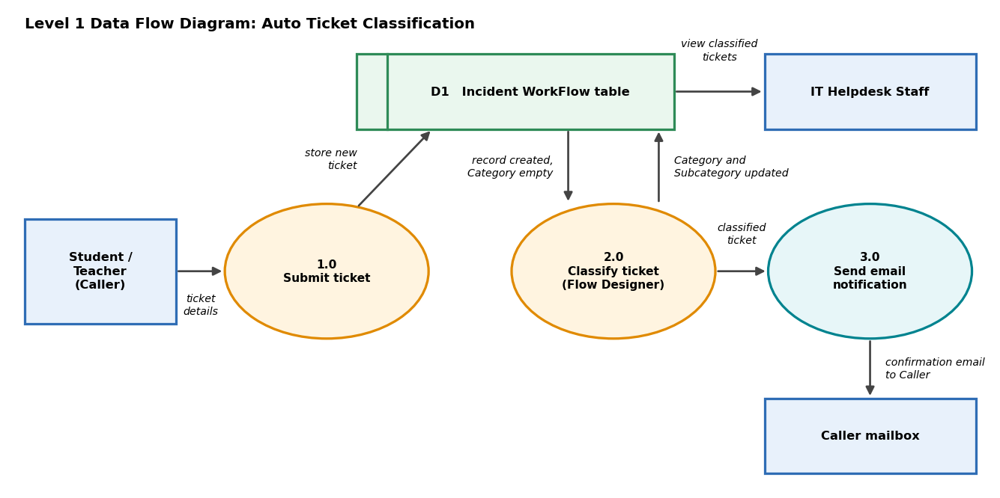 Level 1 Data Flow Diagram: Auto Ticket Classification
view classified
tickets
D1   Incident WorkFlow table
IT Helpdesk Staff
store new
ticket
record created,
Category empty
Category and
Subcategory updated
Student /
Teacher
(Caller)
ticket
details
1.0
Submit ticket
2.0
Classify ticket
(Flow Designer)
classified
ticket
3.0
Send email
notification
confirmation email
to Caller
Caller mailbox